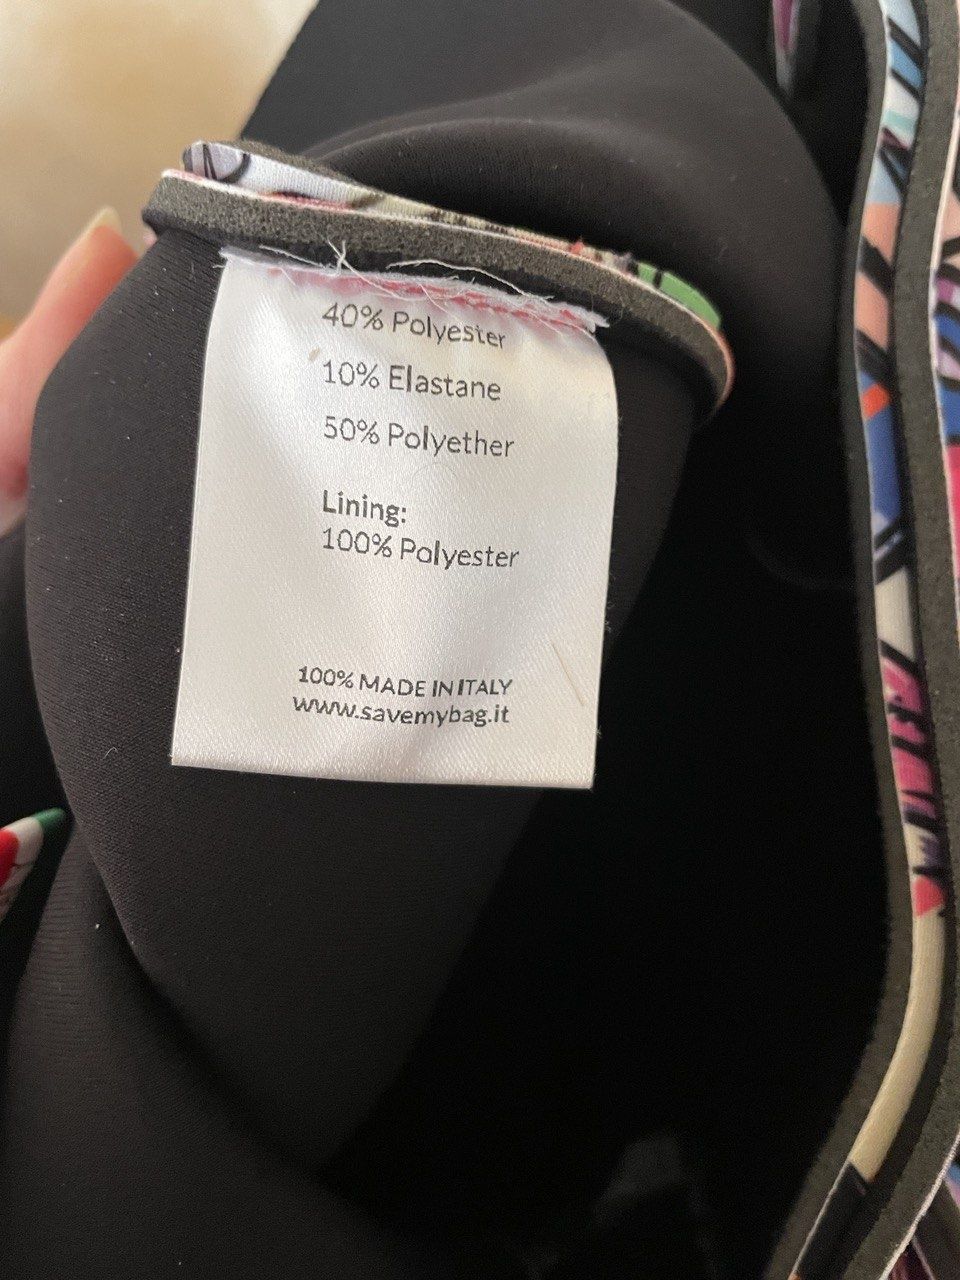 40% Polyester
10% Elastane
50% Polyether
Lining:
100% Polyester
100% MADE IN ITALY
www.savemybag.it